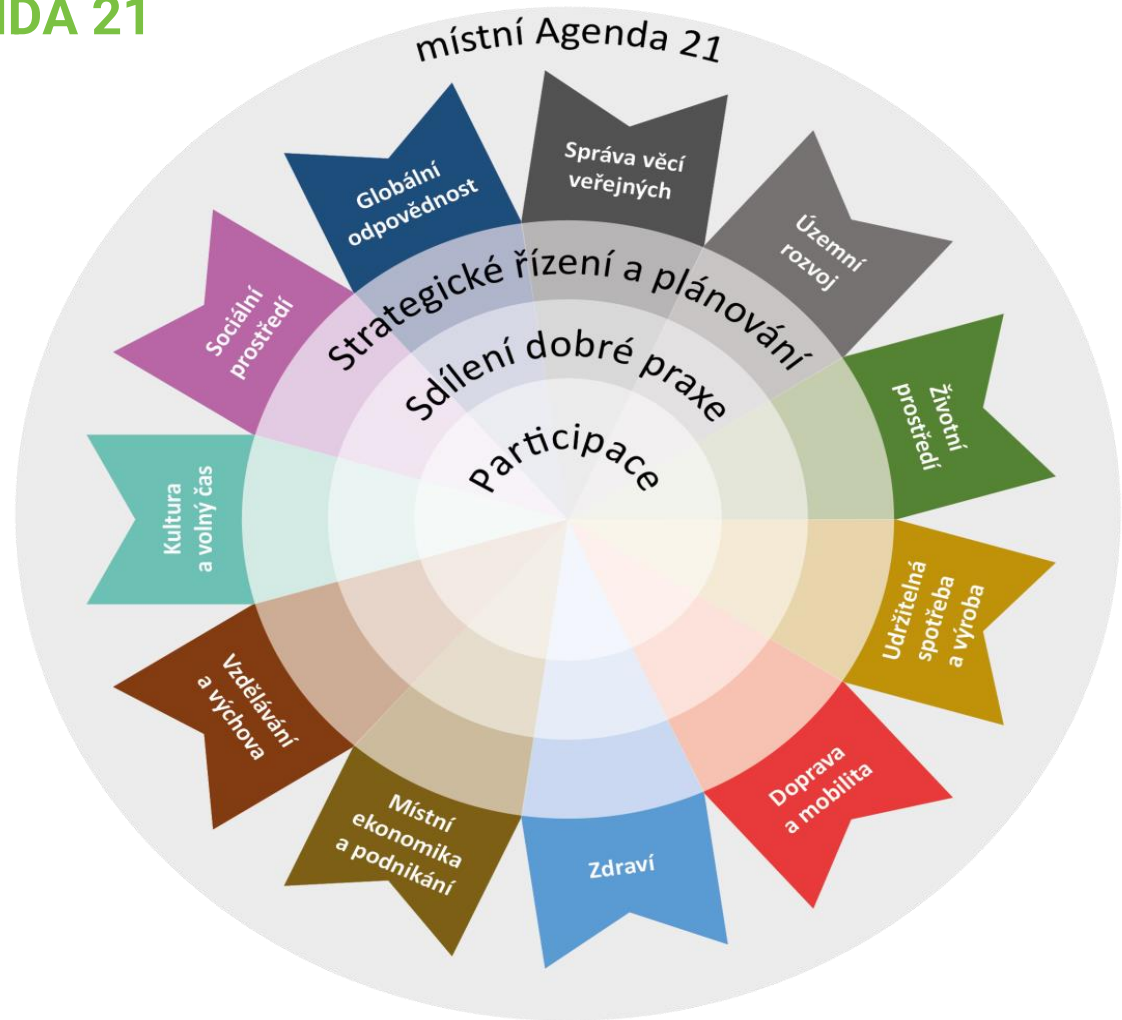 NDA 21
místní Agenda 21
Správa věcí
veřejných
Územní
rozvoj
Životní
prostředí
Udržitelná
spotřeba
a výroba
Doprava
a mobilita
Zdraví
Místní
ekonomika
a podnikání
Vzdělávání
a výchova
Kultura
a volný čas
Sociální
prostředí
Globální
odpovědnost
Strategické řízení a plánování
Sdílení dobré praxe
Participace